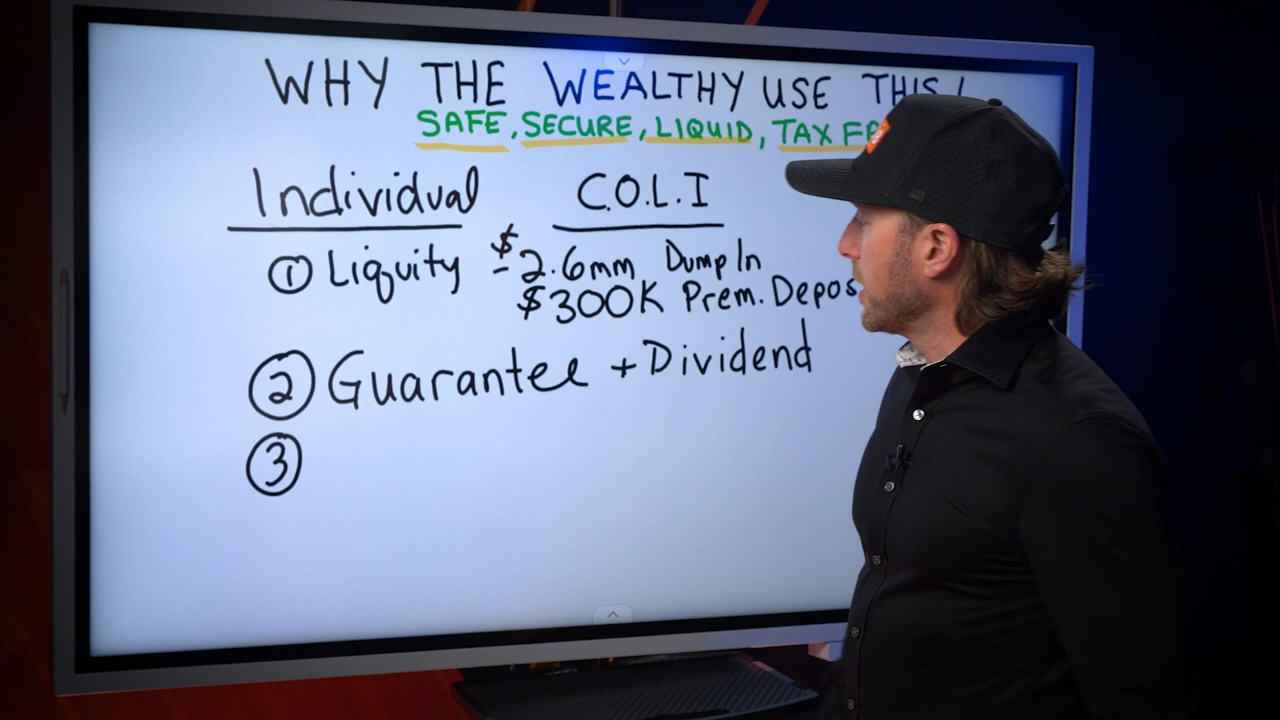 WHY THE WEALTHY USE THIS!
SAFE, SECURE, LIQUID, TAX
Individual C.O.L.I
① Liquity $2.6mm Dump In
$300K Prem.
② Guarantee + Dividend
③